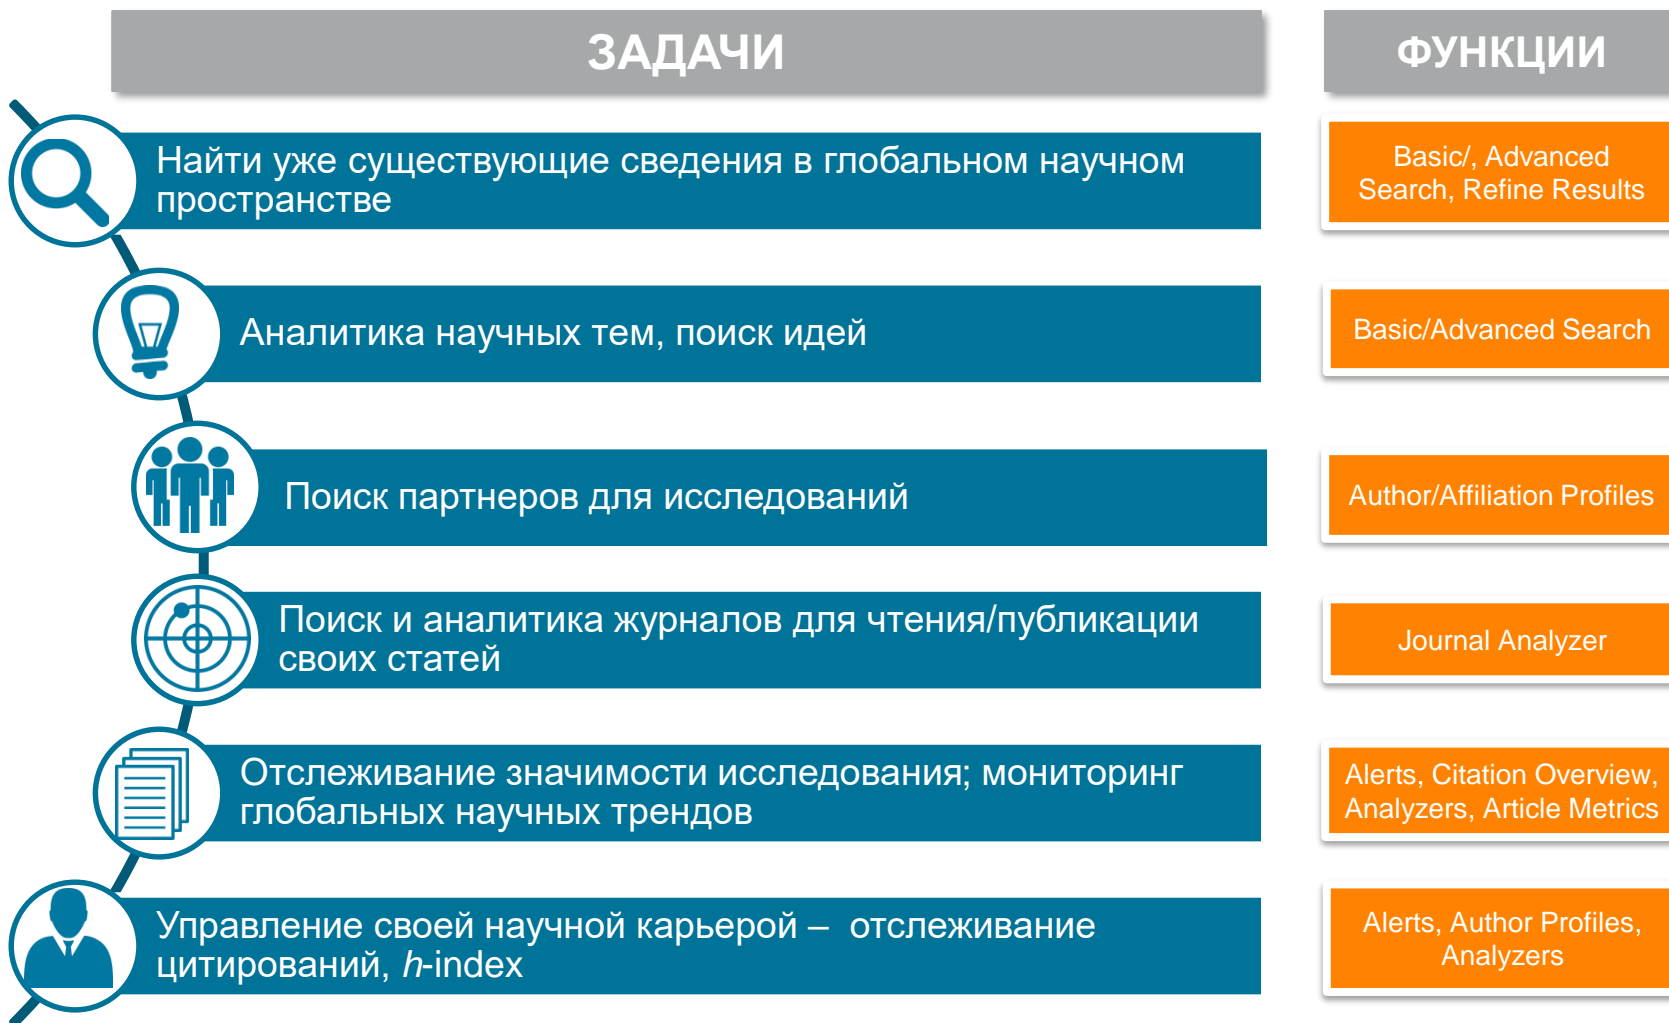 ЗАДАЧИ
ФУНКЦИИ
Найти уже существующие сведения в глобальном научном
пространстве
Basic/, Advanced
Search, Refine Results
Аналитика научных тем, поиск идей
Basic/Advanced Search
Поиск партнеров для исследований
Author/Affiliation Profiles
Поиск и аналитика журналов для чтения/публикации
своих статей
Journal Analyzer
Отслеживание значимости исследования; мониторинг
глобальных научных трендов
Alerts, Citation Overview,
Analyzers, Article Metrics
Управление своей научной карьерой – отслеживание
цитирований, h-index
Alerts, Author Profiles,
Analyzers